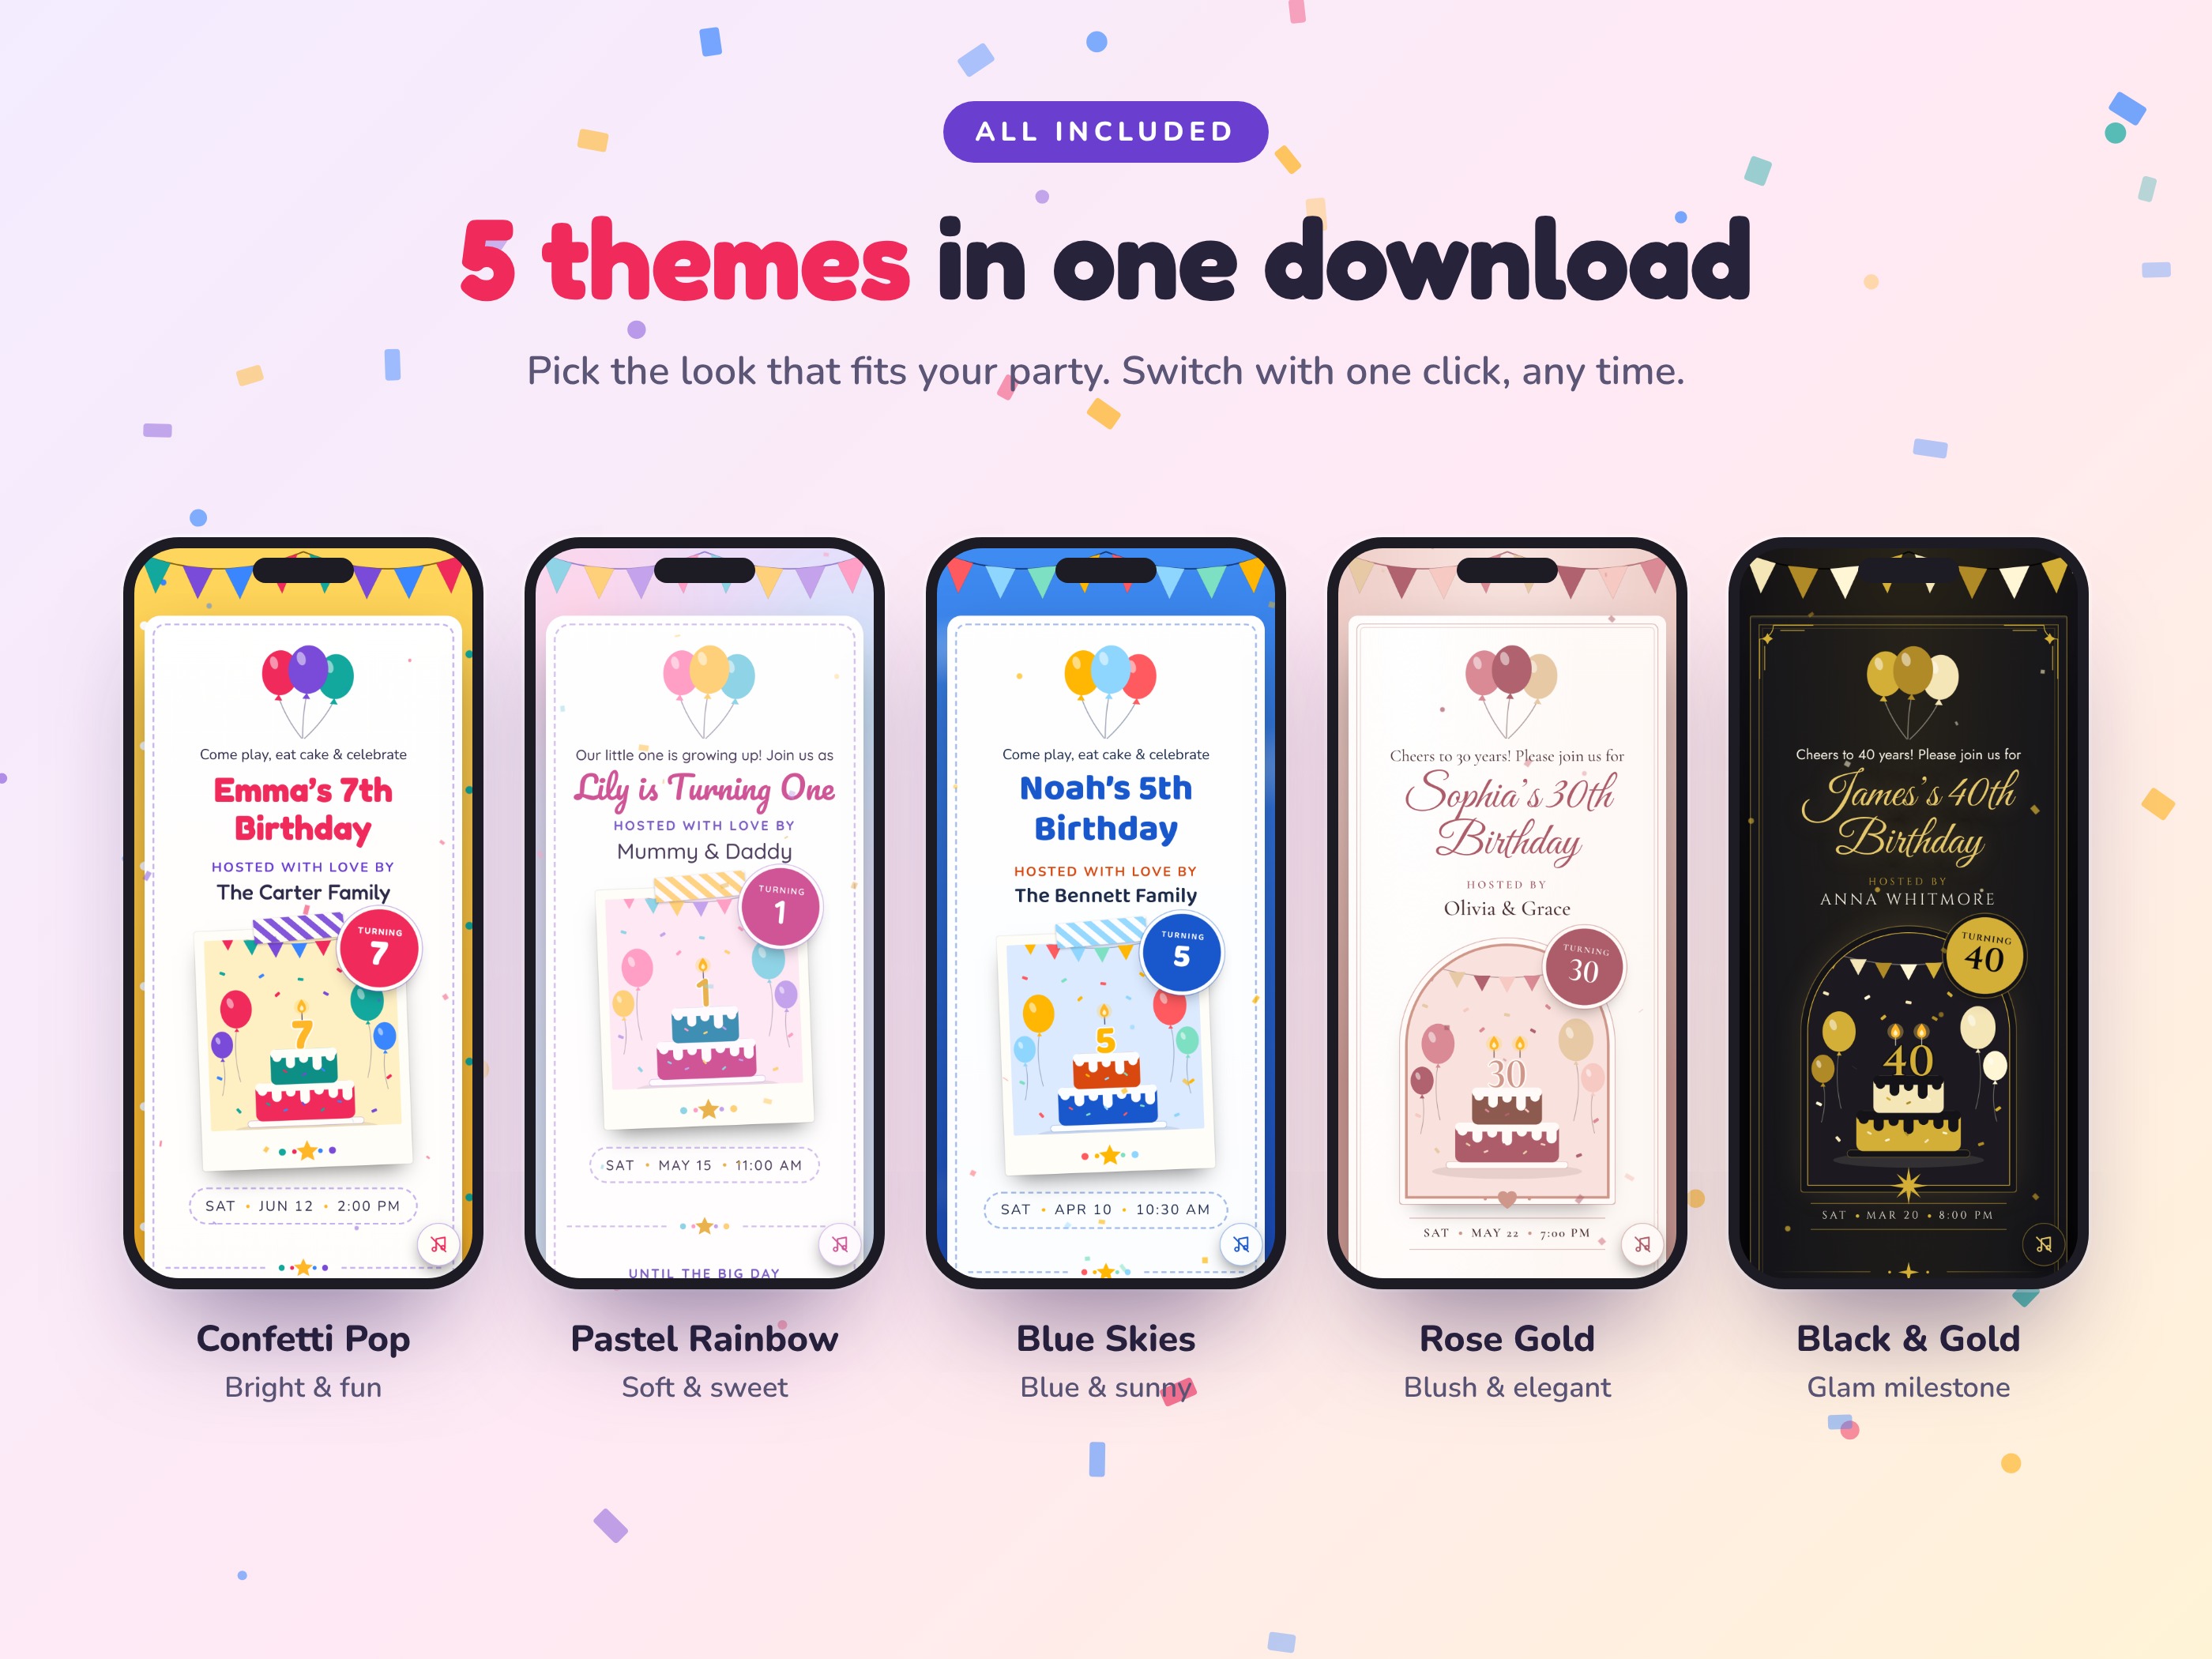 ALL INCLUDED
5 themes in one download
Pick the look that fits your party. Switch with one click, any time.
Come play, eat cake & celebrate
Emma's 7th
Birthday
HOSTED WITH LOVE BY
The Carter Family
TURNING
7
7
SAT • JUN 12 • 2:00 PM
Confetti Pop
Bright & fun
Our little one is growing up! Join us as
Lily is Turning One
HOSTED WITH LOVE BY
Mummy & Daddy
TURNING
1
1
SAT • MAY 15 • 11:00 AM
UNTIL THE BIG DAY
Pastel Rainbow
Soft & sweet
Come play, eat cake & celebrate
Noah's 5th
Birthday
HOSTED WITH LOVE BY
The Bennett Family
TURNING
5
5
SAT • APR 10 • 10:30 AM
Blue Skies
Blue & sunny
Cheers to 30 years! Please join us for
Sophia's 30th
Birthday
HOSTED BY
Olivia & Grace
TURNING
30
30
SAT • MAY 22 • 7:00 PM
Rose Gold
Blush & elegant
Cheers to 40 years! Please join us for
James's 40th
Birthday
HOSTED BY
ANNA WHITMORE
TURNING
40
40
SAT • MAR 20 • 8:00 PM
Black & Gold
Glam milestone